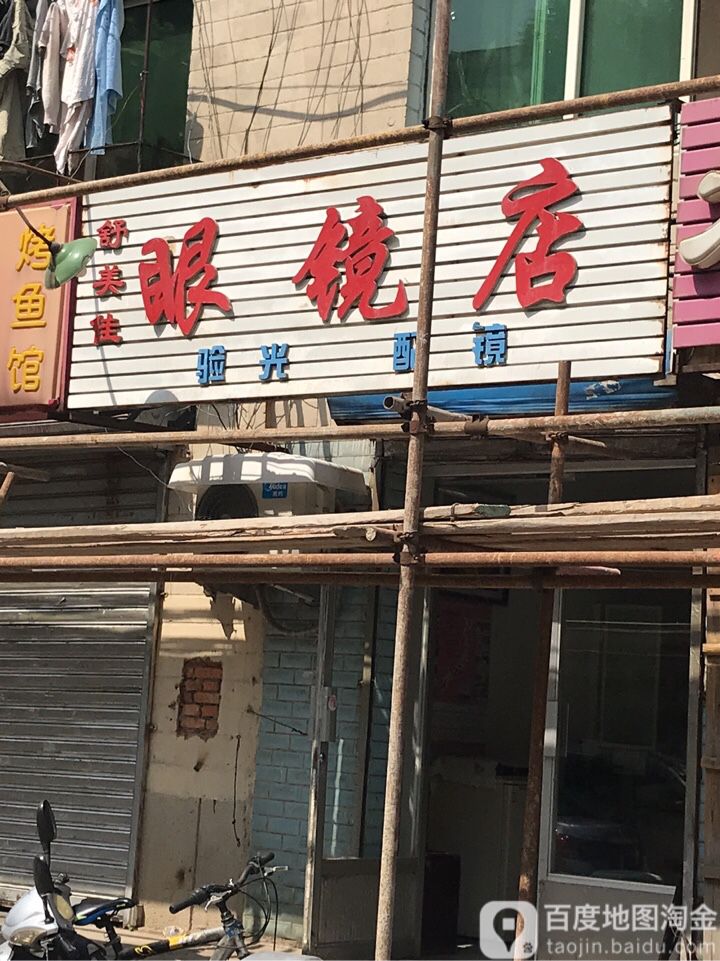 烤鱼馆
舒美佳
眼镜店
验光 配镜
Midea
百度地图淘金
taojin.baidu.com